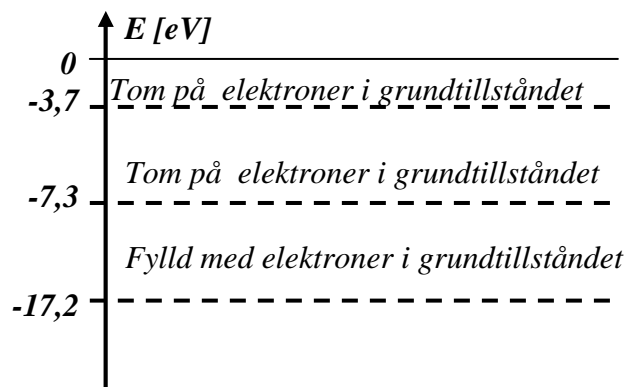 E [eV]
0
Tom på elektroner i grundtillståndet
-3,7
Tom på elektroner i grundtillståndet
-7,3
Fylld med elektroner i grundtillståndet
-17,2